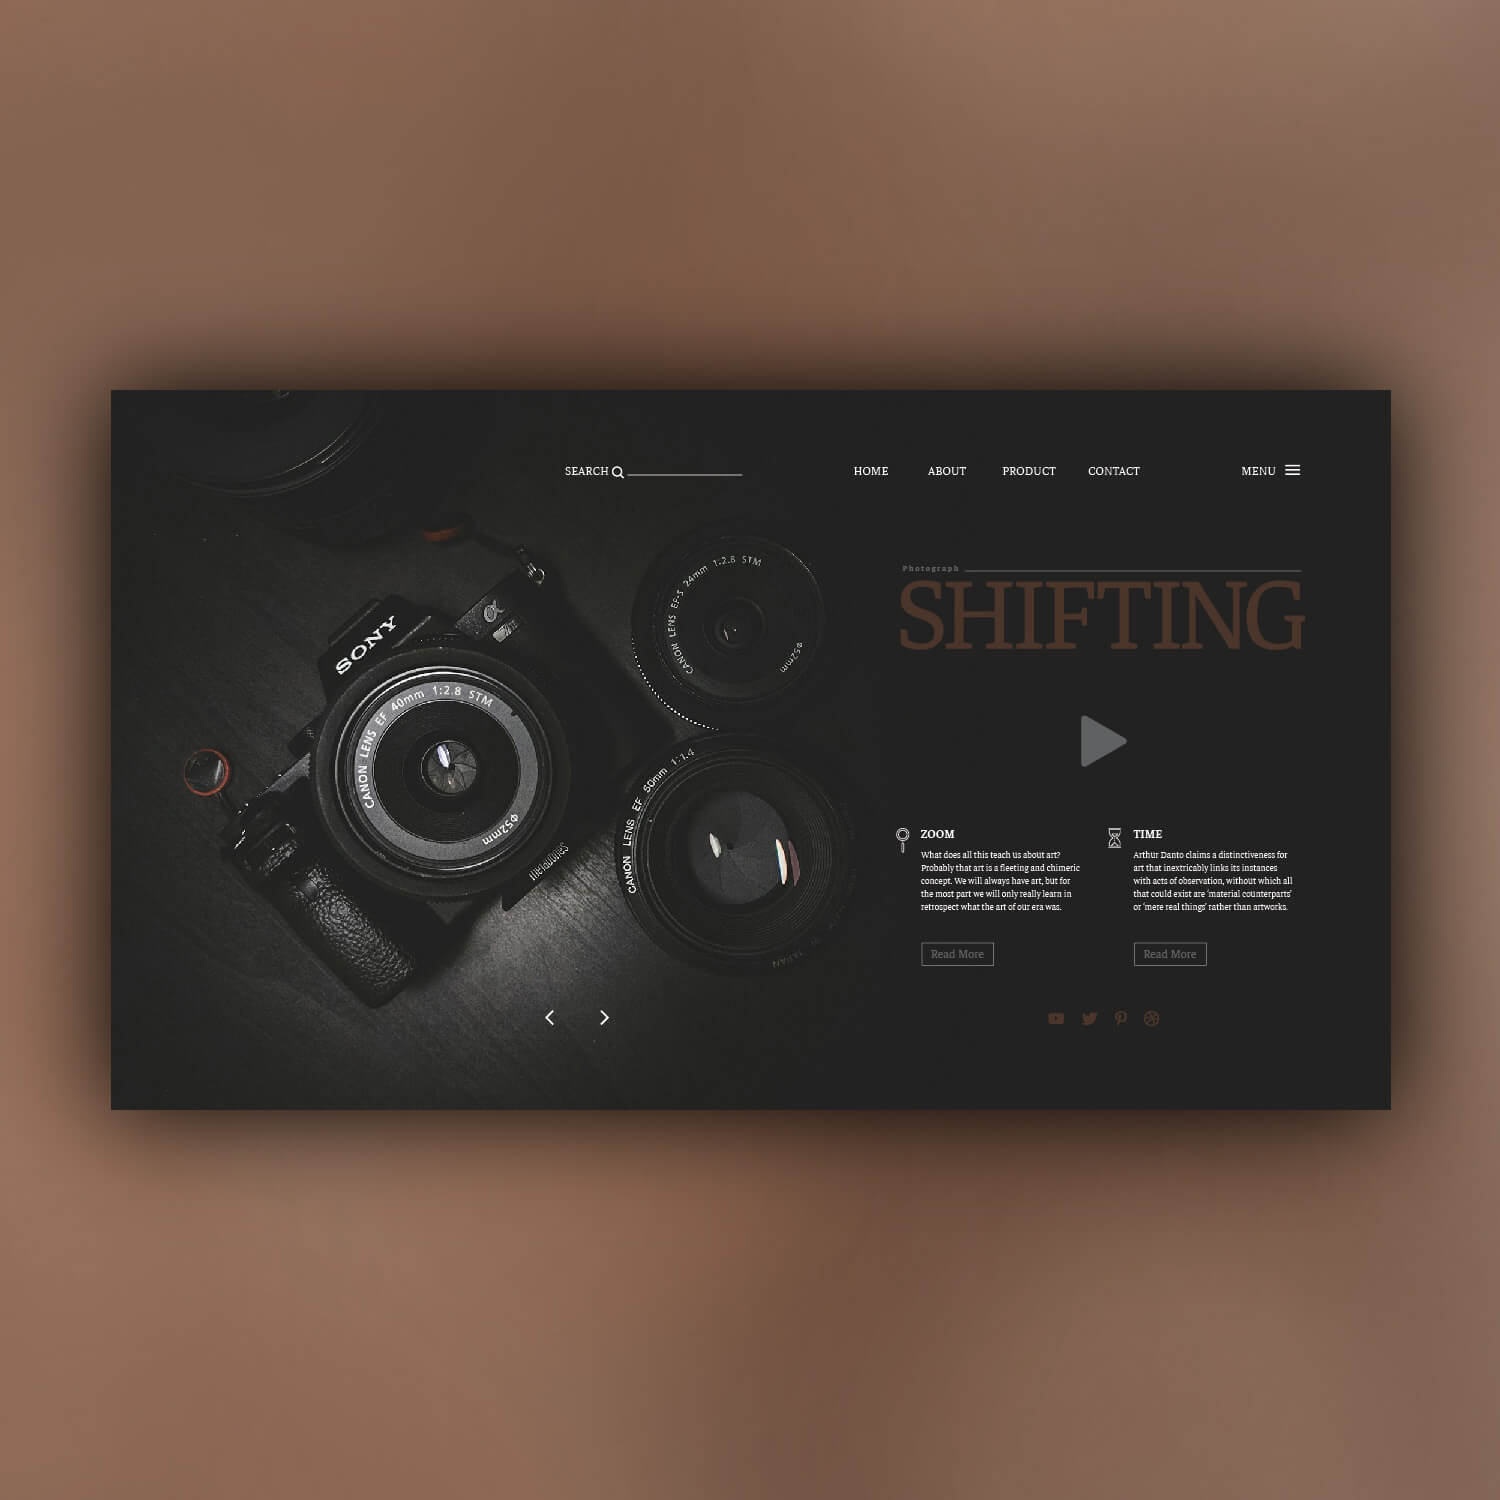 SEARCH
HOME ABOUT PRODUCT CONTACT
MENU
Photograph
SHIFTING
SONY
α
CANON LENS EF 40mm 1:2.8 STM
Φ52mm
metabones
CANON LENS EF-S 24mm 1:2.8 STM
Φ52mm
CANON LENS EF 50mm 1:1.4
JAPAN
ZOOM
What does all this teach us about art?
Probably that art is a fleeting and chimeric
concept. We will always have art, but for
the most part we will only really learn in
retrospect what the art of our era was.
Read More
TIME
Arthur Danto claims a distinctiveness for
art that inextricably links its instances
with acts of observation, without which all
that could exist are 'material counterparts'
or 'mere real things' rather than artworks.
Read More